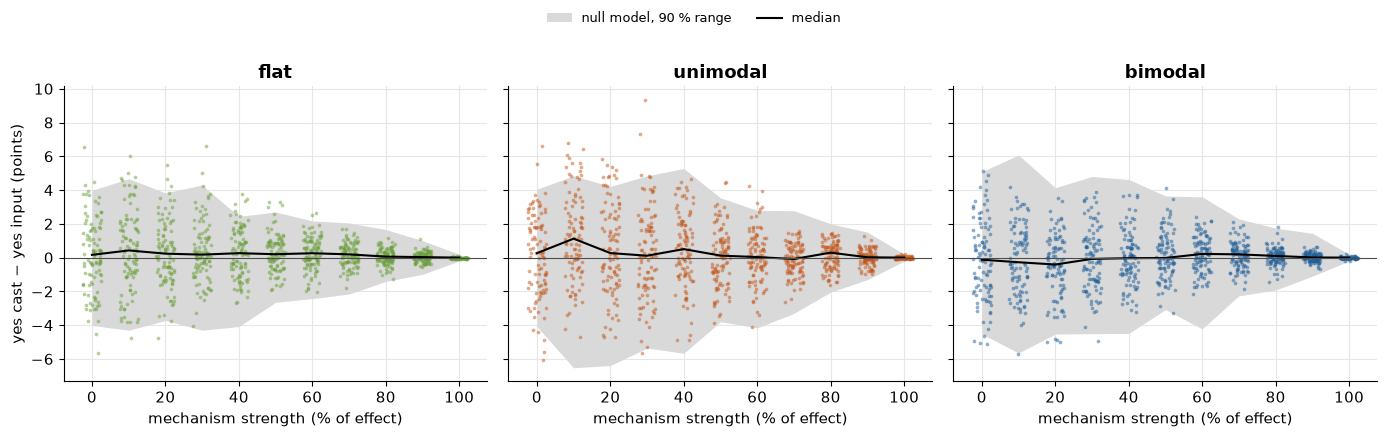 null model, 90 % range
median
flat
unimodal
bimodal
yes cast − yes input (points)
10
8
6
4
2
0
−2
−4
−6
0 20 40 60 80 100
0 20 40 60 80 100
0 20 40 60 80 100
mechanism strength (% of effect)
mechanism strength (% of effect)
mechanism strength (% of effect)